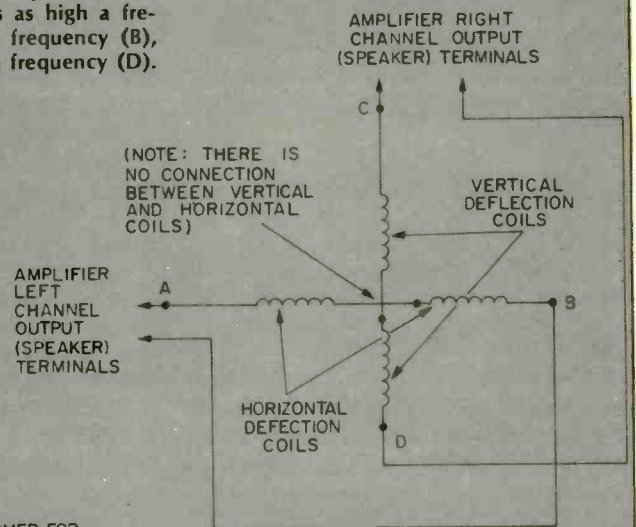 s as high a fre-
frequency (B),
frequency (D).
AMPLIFIER RIGHT
CHANNEL OUTPUT
(SPEAKER) TERMINALS
C
(NOTE: THERE IS
NO CONNECTION
BETWEEN VERTICAL
AND HORIZONTAL
COILS)
VERTICAL
DEFLECTION
COILS
AMPLIFIER
LEFT
CHANNEL
OUTPUT
(SPEAKER)
TERMINALS
A
B
HORIZONTAL
DEFECTION
COILS
D